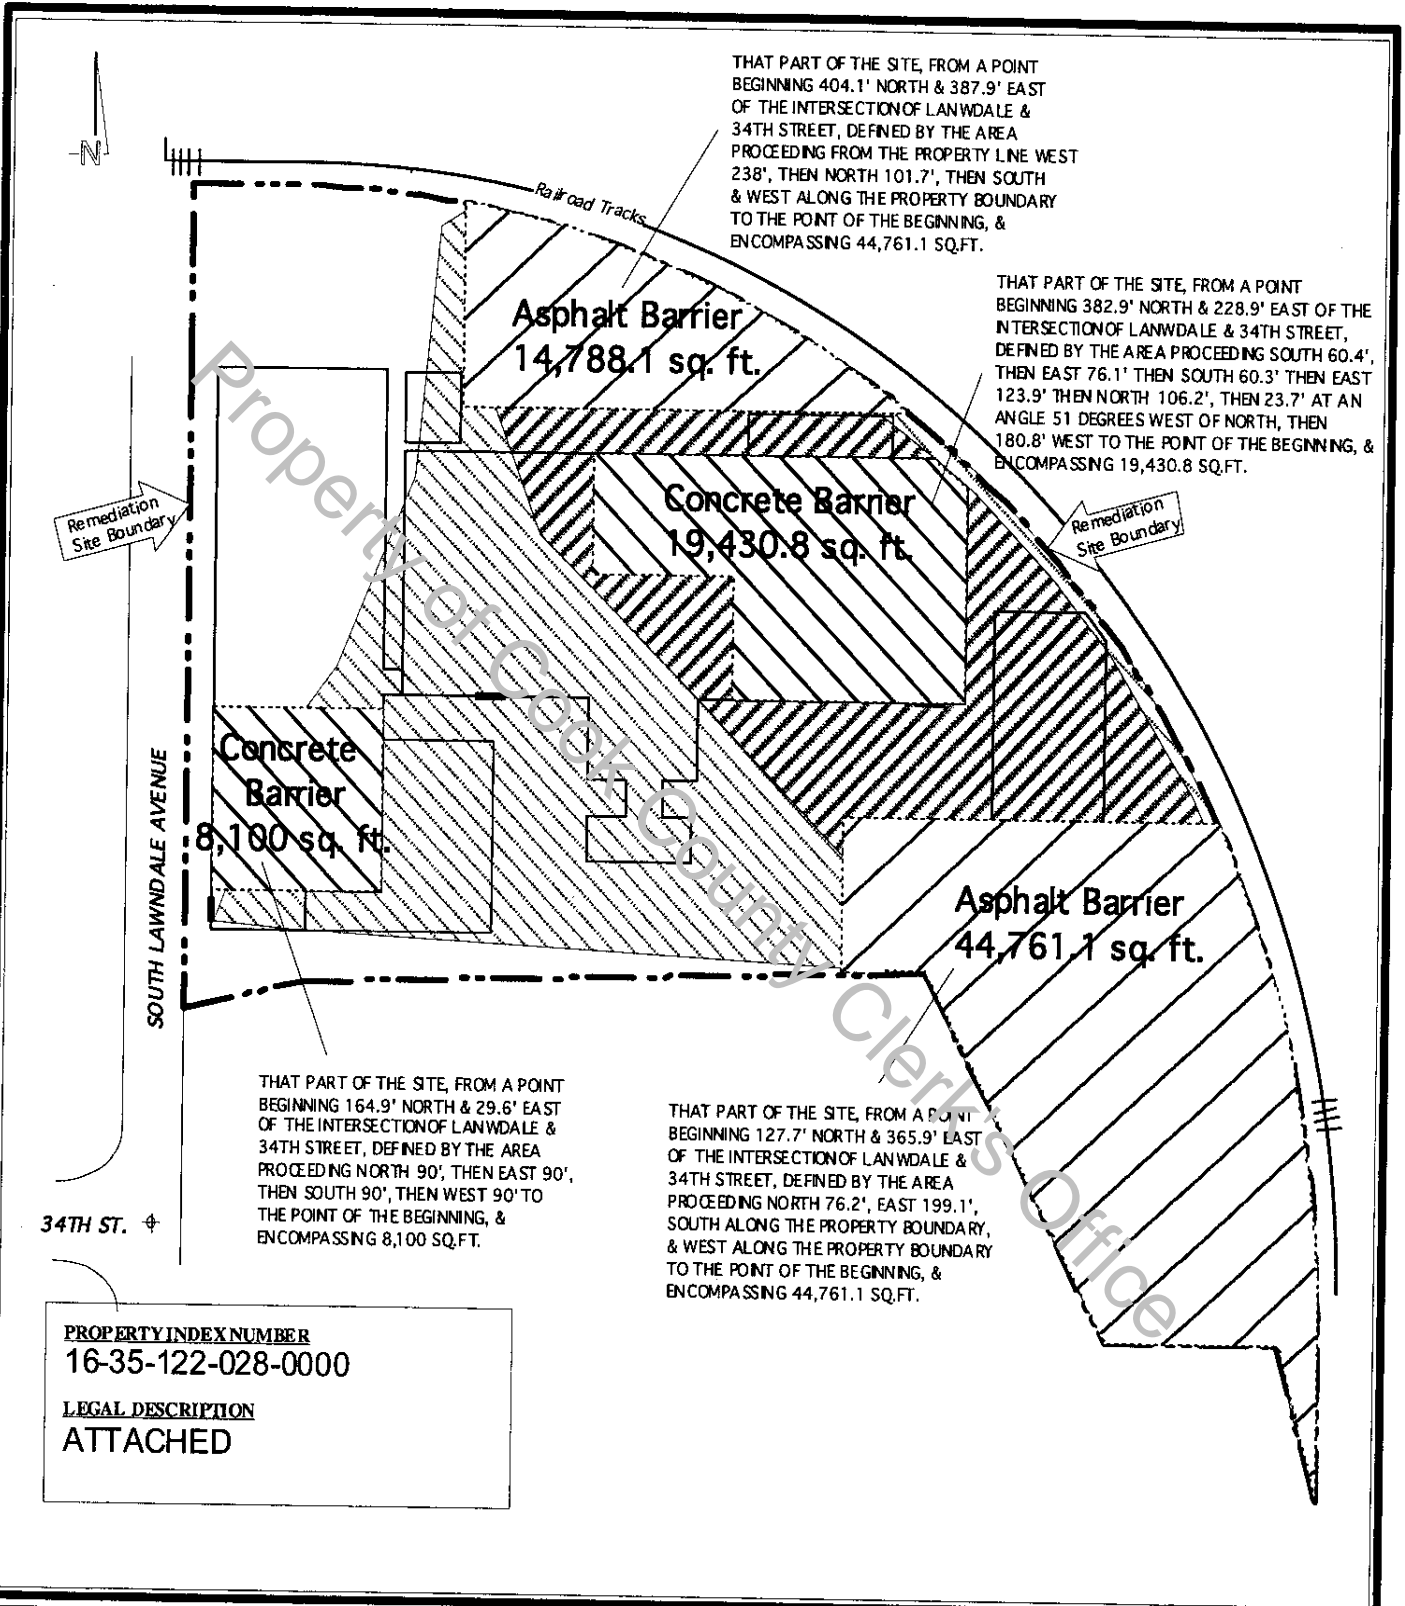 THAT PART OF THE SITE, FROM A POINT
BEGINNING 404.1' NORTH & 387.9' EAST
OF THE INTERSECTION OF LANWDALE &
34TH STREET, DEFINED BY THE AREA
PROCEEDING FROM THE PROPERTY LINE WEST
238', THEN NORTH 101.7', THEN SOUTH
& WEST ALONG THE PROPERTY BOUNDARY
TO THE POINT OF THE BEGINNING, &
ENCOMPASSING 44,761.1 SQ.FT.
N
Railroad Tracks
THAT PART OF THE SITE, FROM A POINT
BEGINNING 382.9' NORTH & 228.9' EAST OF THE
INTERSECTION OF LANWDALE & 34TH STREET,
DEFINED BY THE AREA PROCEEDING SOUTH 60.4',
THEN EAST 76.1' THEN SOUTH 60.3' THEN EAST
123.9' THEN NORTH 106.2', THEN 23.7' AT AN
ANGLE 51 DEGREES WEST OF NORTH, THEN
180.8' WEST TO THE POINT OF THE BEGINNING, &
ENCOMPASSING 19,430.8 SQ.FT.
Asphalt Barrier
14,788.1 sq. ft.
Remediation
Site Boundary
Concrete Barrier
19,430.8 sq. ft.
Remediation
Site Boundary
Concrete
Barrier
8,100 sq. ft.
SOUTH LAWNDALE AVENUE
Asphalt Barrier
44,761.1 sq. ft.
THAT PART OF THE SITE, FROM A POINT
BEGINNING 164.9' NORTH & 29.6' EAST
OF THE INTERSECTION OF LANWDALE &
34TH STREET, DEFINED BY THE AREA
PROCEEDING NORTH 90', THEN EAST 90',
THEN SOUTH 90', THEN WEST 90' TO
THE POINT OF THE BEGINNING, &
ENCOMPASSING 8,100 SQ.FT.
THAT PART OF THE SITE, FROM A POINT
BEGINNING 127.7' NORTH & 365.9' EAST
OF THE INTERSECTION OF LANWDALE &
34TH STREET, DEFINED BY THE AREA
PROCEEDING NORTH 76.2', EAST 199.1',
SOUTH ALONG THE PROPERTY BOUNDARY,
& WEST ALONG THE PROPERTY BOUNDARY
TO THE POINT OF THE BEGINNING, &
ENCOMPASSING 44,761.1 SQ.FT.
34TH ST.
PROPERTY INDEX NUMBER
16-35-122-028-0000
LEGAL DESCRIPTION
ATTACHED
Property of Cook County Clerk's Office